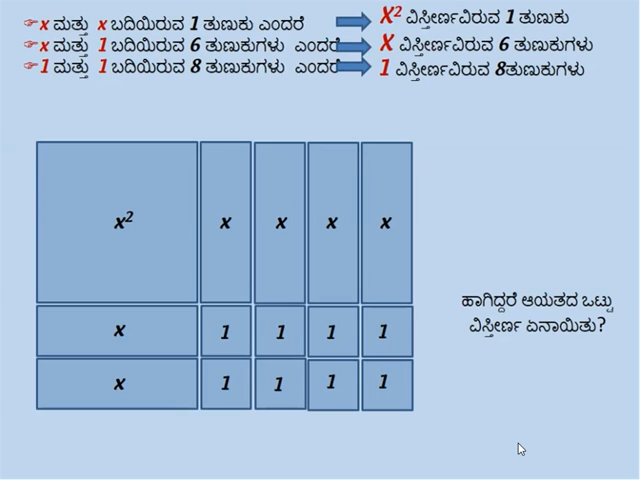 ☞x ಮತ್ತು x ಬದಿಯಿರುವ 1 ತುಣುಕು ಎಂದರೆ
X² ವಿಸ್ತೀರ್ಣವಿರುವ 1 ತುಣುಕು
☞x ಮತ್ತು 1 ಬದಿಯಿರುವ 6 ತುಣುಕುಗಳು ಎಂದರೆ
X ವಿಸ್ತೀರ್ಣವಿರುವ 6 ತುಣುಕುಗಳು
☞1 ಮತ್ತು 1 ಬದಿಯಿರುವ 8 ತುಣುಕುಗಳು ಎಂದರೆ
1 ವಿಸ್ತೀರ್ಣವಿರುವ 8ತುಣುಕುಗಳು
x² x x x x
x 1 1 1 1
x 1 1 1 1
ಹಾಗಿದ್ದರೆ ಆಯತದ ಒಟ್ಟು
ವಿಸ್ತೀರ್ಣ ಏನಾಯಿತು?